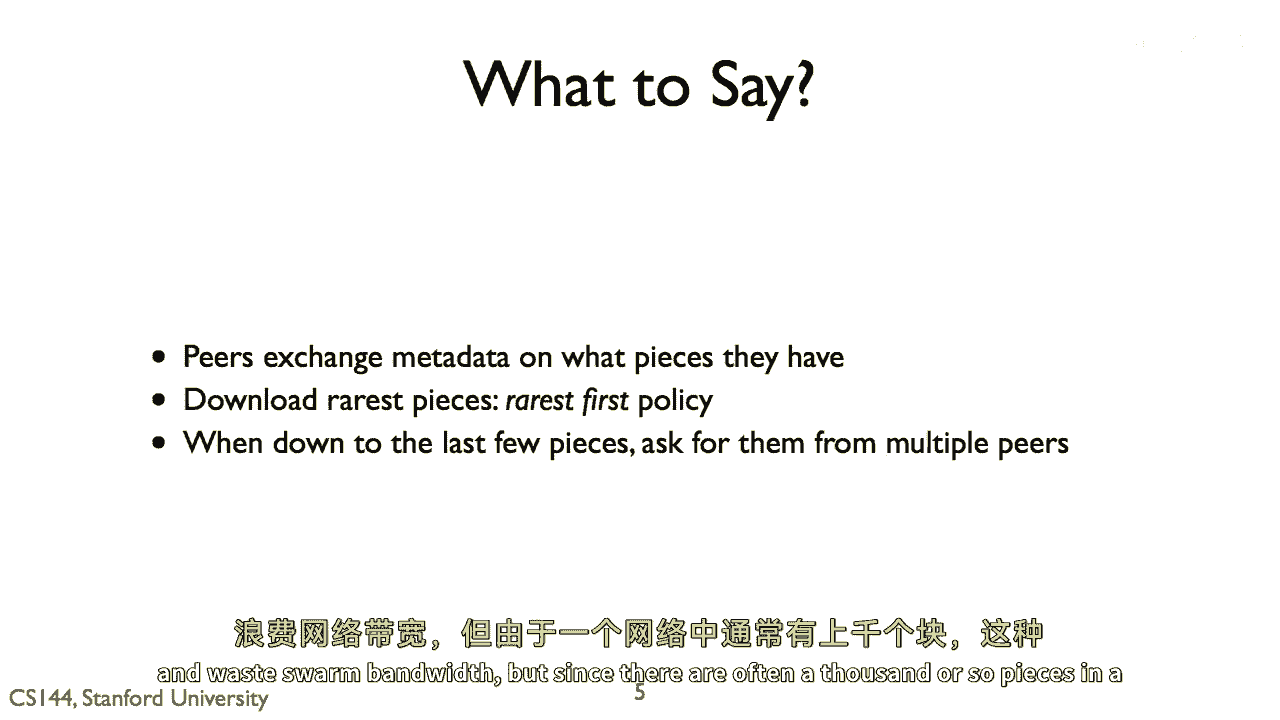 What to Say?
• Peers exchange metadata on what pieces they have
• Download rarest pieces: rarest first policy
• When down to the last few pieces, ask for them from multiple peers
浪费网络带宽，但由于一个网络中通常有上千个块，这种
and waste swarm bandwidth, but since there are often a thousand or so pieces in a
CS144, Stanford University
5